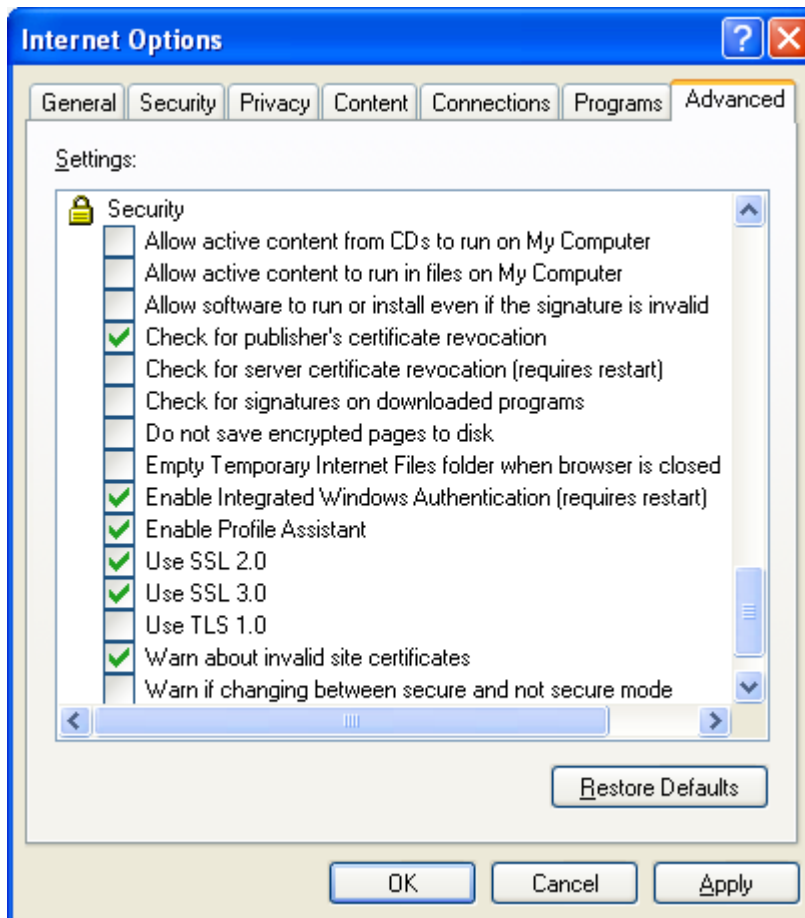 Internet Options
General Security Privacy Content Connections Programs Advanced
Settings:
Security
Allow active content from CDs to run on My Computer
Allow active content to run in files on My Computer
Allow software to run or install even if the signature is invalid
Check for publisher's certificate revocation
Check for server certificate revocation (requires restart)
Check for signatures on downloaded programs
Do not save encrypted pages to disk
Empty Temporary Internet Files folder when browser is closed
Enable Integrated Windows Authentication (requires restart)
Enable Profile Assistant
Use SSL 2.0
Use SSL 3.0
Use TLS 1.0
Warn about invalid site certificates
Warn if changing between secure and not secure mode
Restore Defaults
OK Cancel Apply